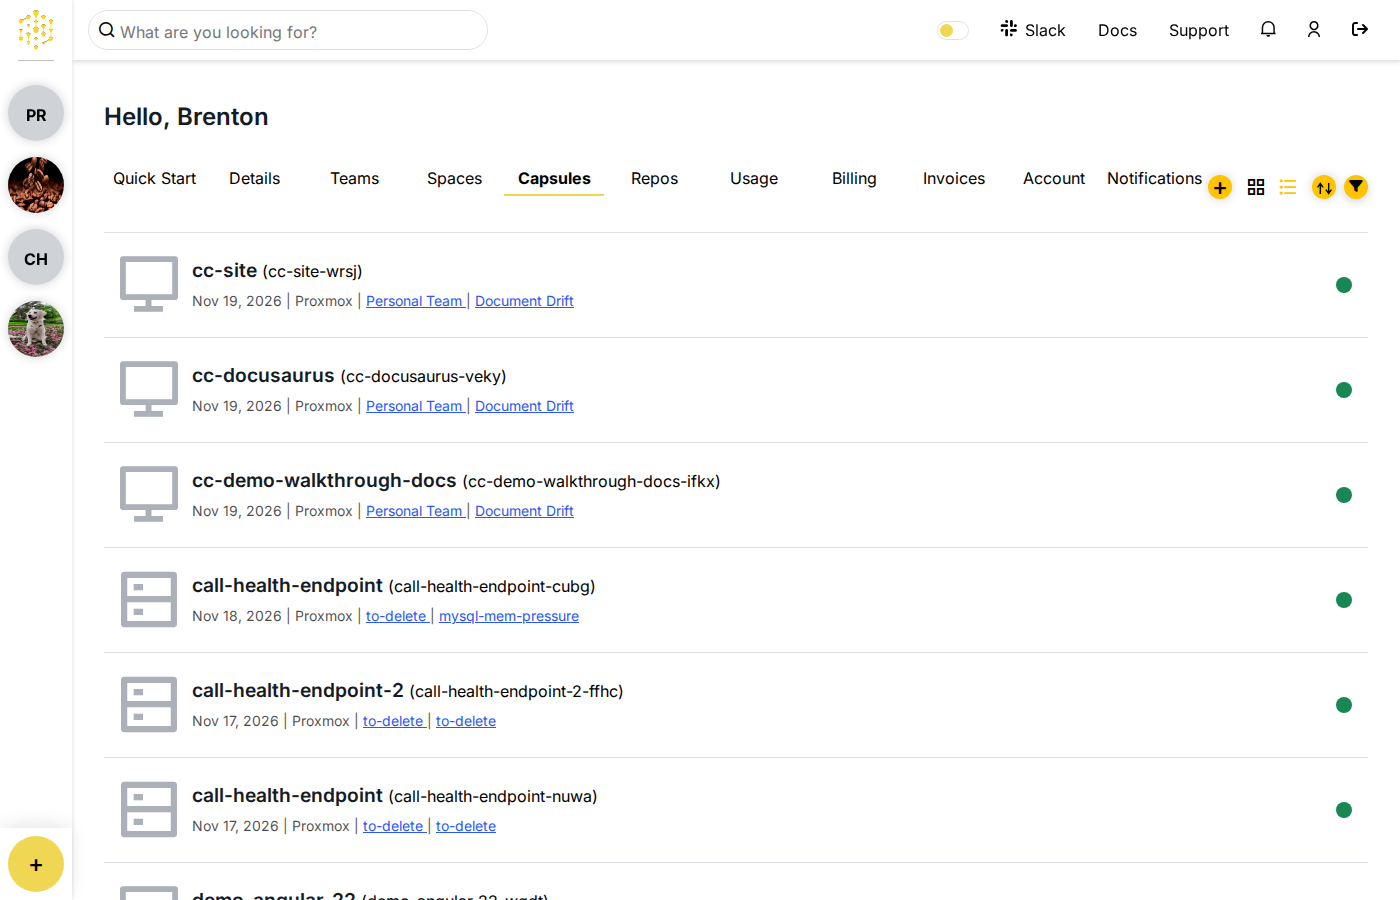 What are you looking for?
Slack
Docs
Support
PR
CH
+
Hello, Brenton
Quick Start
Details
Teams
Spaces
Capsules
Repos
Usage
Billing
Invoices
Account
Notifications
cc-site (cc-site-wrsj)
Nov 19, 2026 | Proxmox | Personal Team | Document Drift
cc-docusaurus (cc-docusaurus-veky)
Nov 19, 2026 | Proxmox | Personal Team | Document Drift
cc-demo-walkthrough-docs (cc-demo-walkthrough-docs-ifkx)
Nov 19, 2026 | Proxmox | Personal Team | Document Drift
call-health-endpoint (call-health-endpoint-cubg)
Nov 18, 2026 | Proxmox | to-delete | mysql-mem-pressure
call-health-endpoint-2 (call-health-endpoint-2-ffhc)
Nov 17, 2026 | Proxmox | to-delete | to-delete
call-health-endpoint (call-health-endpoint-nuwa)
Nov 17, 2026 | Proxmox | to-delete | to-delete
demo-angular-22